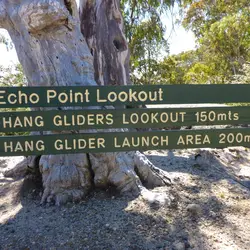 Echo Point Lookout
HANG GLIDERS LOOKOUT 150mts
HANG GLIDER LAUNCH AREA 200m